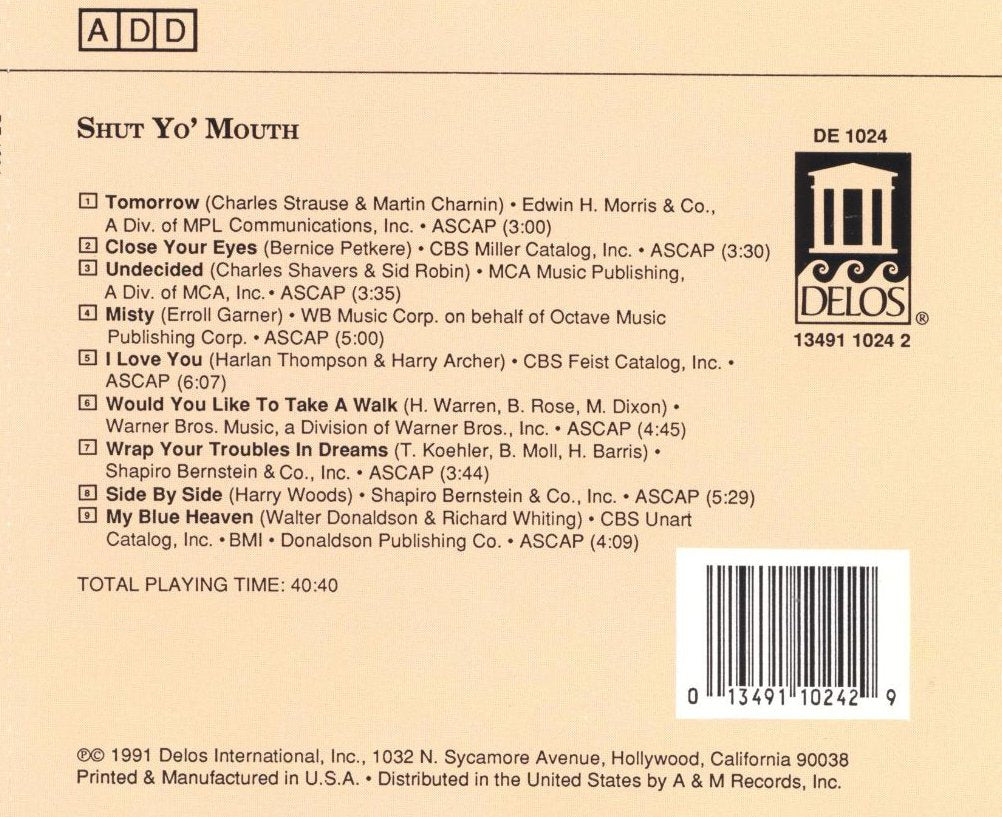 ADD
SHUT YO' MOUTH
DE 1024
1 Tomorrow (Charles Strause & Martin Charnin) • Edwin H. Morris & Co.,
A Div. of MPL Communications, Inc. • ASCAP (3:00)
2 Close Your Eyes (Bernice Petkere) • CBS Miller Catalog, Inc. • ASCAP (3:30)
3 Undecided (Charles Shavers & Sid Robin) • MCA Music Publishing,
A Div. of MCA, Inc. • ASCAP (3:35)
4 Misty (Erroll Garner) • WB Music Corp. on behalf of Octave Music
Publishing Corp. • ASCAP (5:00)
5 I Love You (Harlan Thompson & Harry Archer) • CBS Feist Catalog, Inc. •
ASCAP (6:07)
6 Would You Like To Take A Walk (H. Warren, B. Rose, M. Dixon) •
Warner Bros. Music, a Division of Warner Bros., Inc. • ASCAP (4:45)
7 Wrap Your Troubles In Dreams (T. Koehler, B. Moll, H. Barris) •
Shapiro Bernstein & Co., Inc. • ASCAP (3:44)
8 Side By Side (Harry Woods) • Shapiro Bernstein & Co., Inc. • ASCAP (5:29)
9 My Blue Heaven (Walter Donaldson & Richard Whiting) • CBS Unart
Catalog, Inc. • BMI • Donaldson Publishing Co. • ASCAP (4:09)
DELOS®
13491 1024 2
TOTAL PLAYING TIME: 40:40
0 13491 10242 9
℗© 1991 Delos International, Inc., 1032 N. Sycamore Avenue, Hollywood, California 90038
Printed & Manufactured in U.S.A. • Distributed in the United States by A & M Records, Inc.